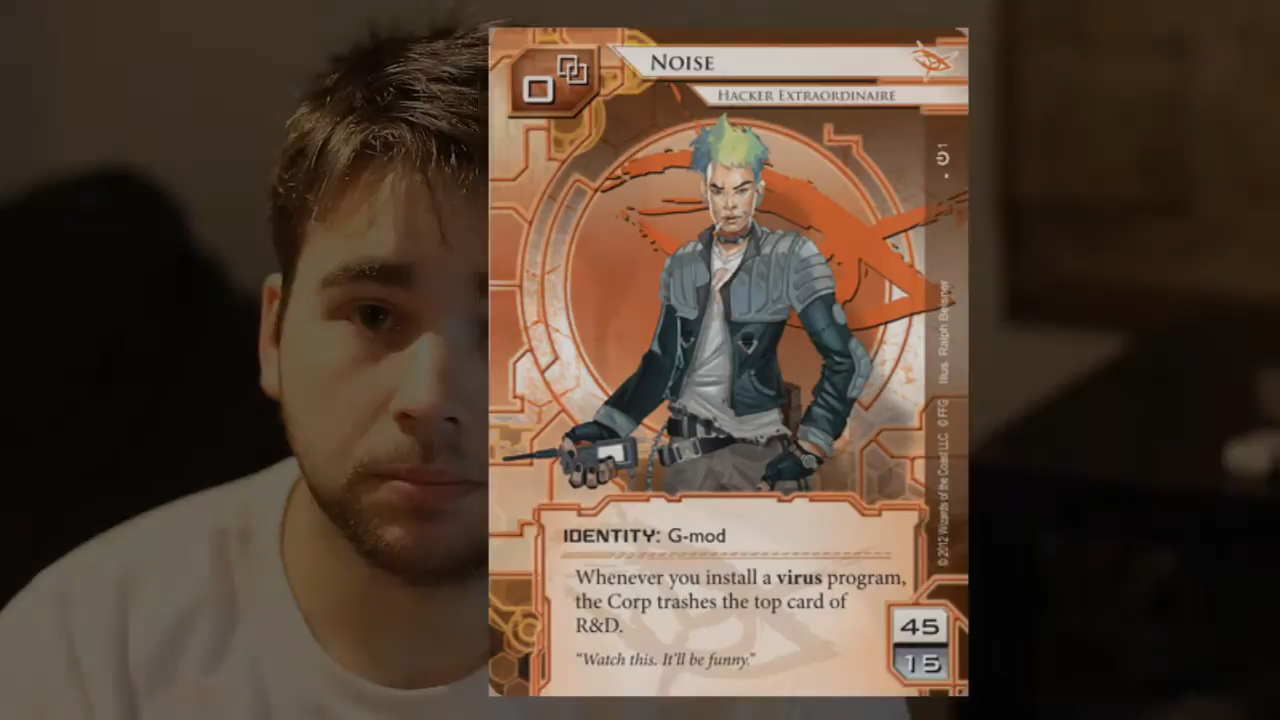 NOISE
HACKER EXTRAORDINAIRE
1
IDENTITY: G-mod
Whenever you install a virus program,
the Corp trashes the top card of
R&D.
"Watch this. It'll be funny."
45
15
© 2012 Wizards of the Coast LLC © FFG Illus. Ralph Beisner